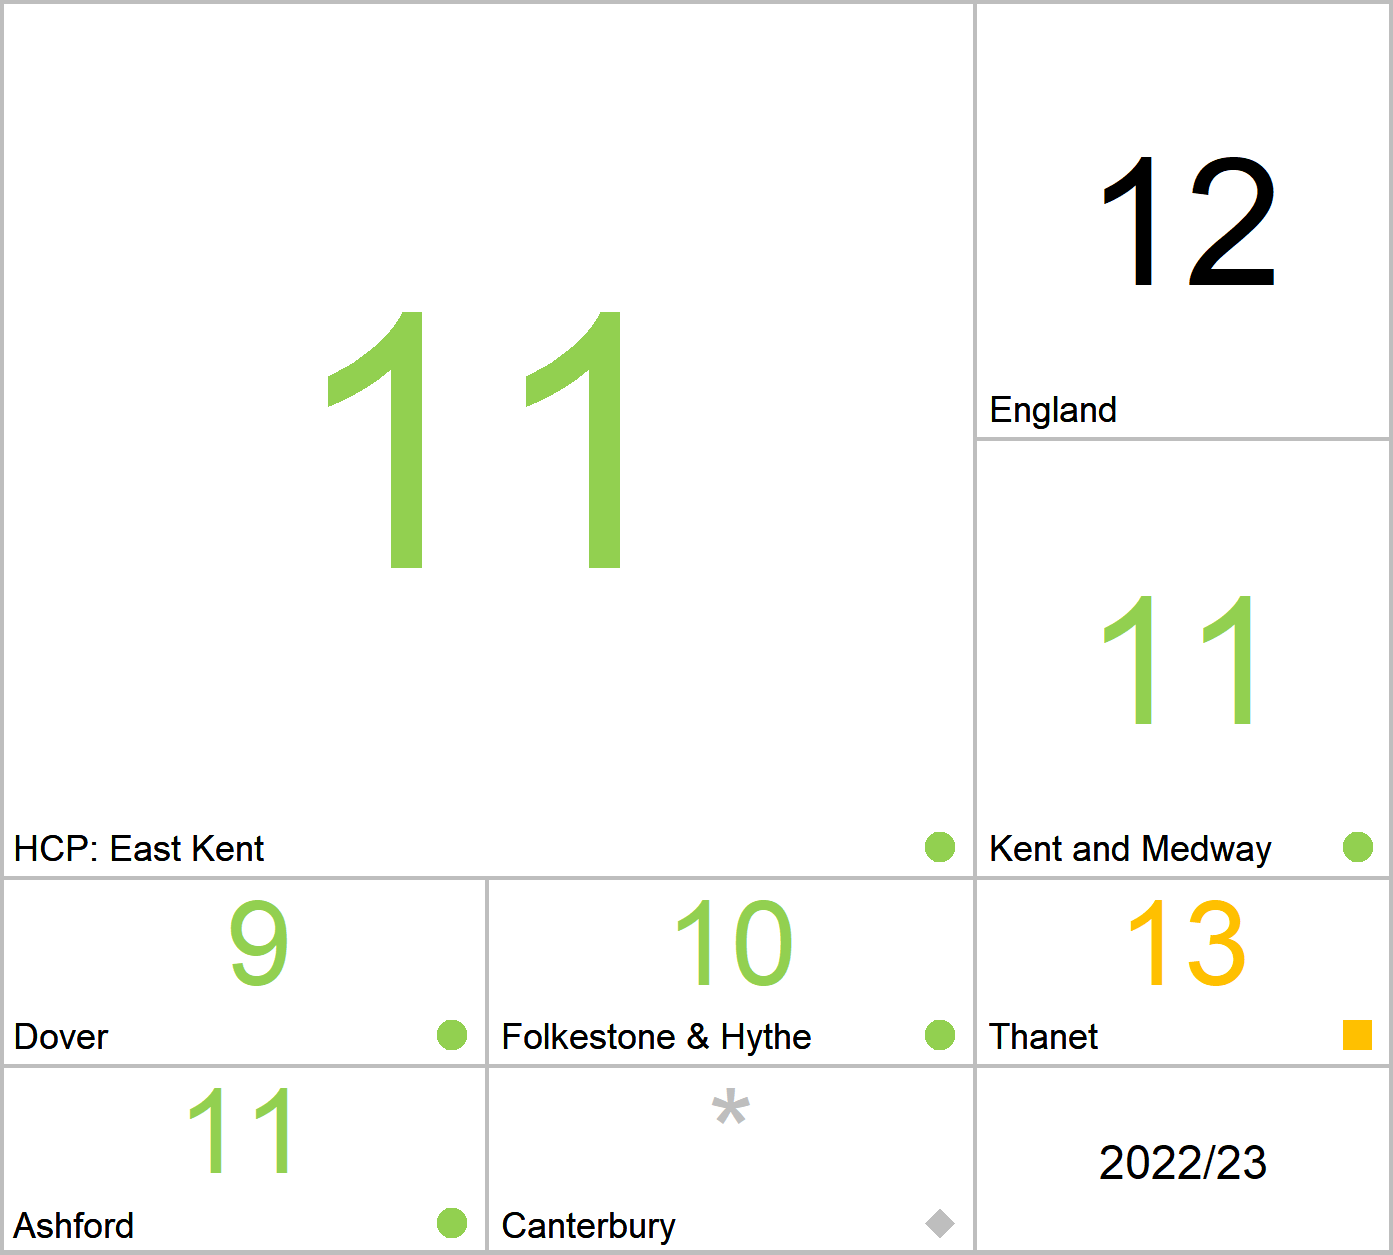 11
HCP: East Kent
12
England
11
Kent and Medway
9
Dover
10
Folkestone & Hythe
13
Thanet
11
Ashford
*
Canterbury
2022/23